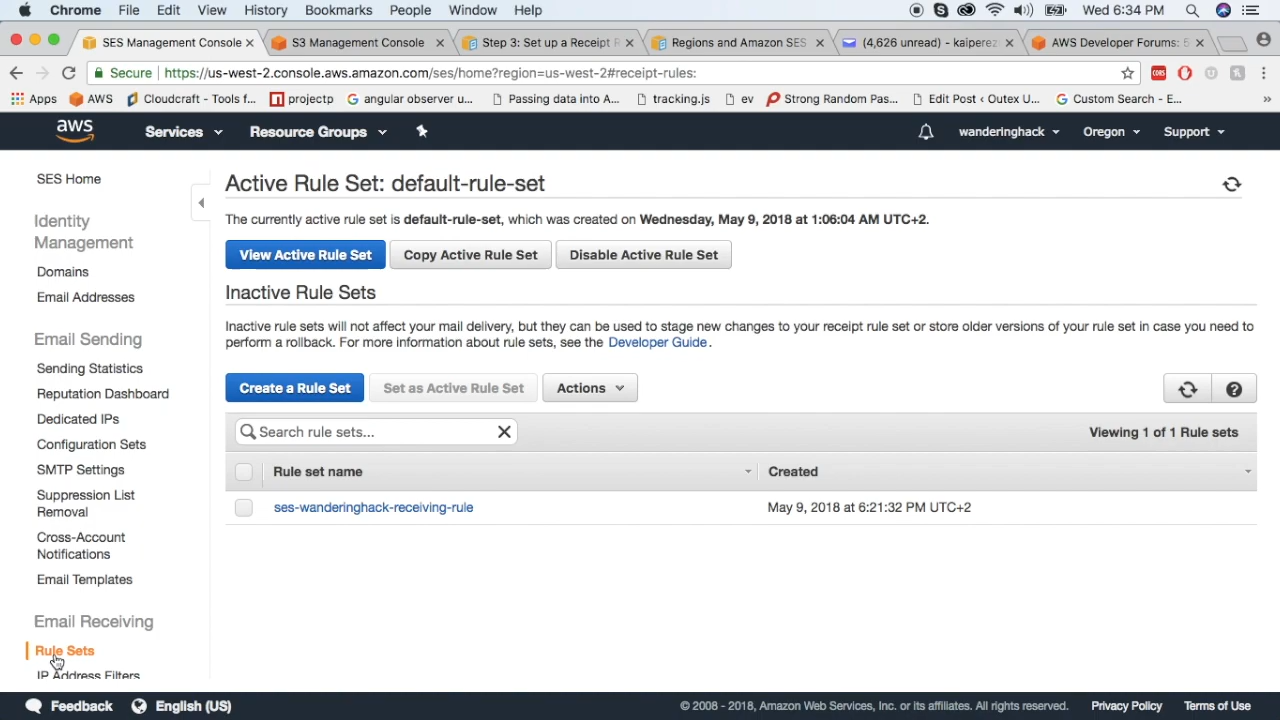 Chrome File Edit View History Bookmarks People Window Help Wed 6:34 PM
SES Management Console S3 Management Console Step 3: Set up a Receipt R Regions and Amazon SES (4,626 unread) - kaiperez AWS Developer Forums:
Secure https://us-west-2.console.aws.amazon.com/ses/home?region=us-west-2#receipt-rules:
Apps AWS Cloudcraft - Tools f... projectp angular observer u... Passing data into A... tracking.js ev Strong Random Pas... Edit Post ‹ Outex U... Custom Search - E... »
aws Services Resource Groups wanderinghack Oregon Support
SES Home
Identity
Management
Domains
Email Addresses
Email Sending
Sending Statistics
Reputation Dashboard
Dedicated IPs
Configuration Sets
SMTP Settings
Suppression List
Removal
Cross-Account
Notifications
Email Templates
Email Receiving
Rule Sets
IP Address Filters
Active Rule Set: default-rule-set
The currently active rule set is default-rule-set, which was created on Wednesday, May 9, 2018 at 1:06:04 AM UTC+2.
View Active Rule Set Copy Active Rule Set Disable Active Rule Set
Inactive Rule Sets
Inactive rule sets will not affect your mail delivery, but they can be used to stage new changes to your receipt rule set or store older versions of your rule set in case you need to
perform a rollback. For more information about rule sets, see the Developer Guide.
Create a Rule Set Set as Active Rule Set Actions
Search rule sets... Viewing 1 of 1 Rule sets
Rule set name Created
ses-wanderinghack-receiving-rule May 9, 2018 at 6:21:32 PM UTC+2
Feedback English (US) © 2008 - 2018, Amazon Web Services, Inc. or its affiliates. All rights reserved. Privacy Policy Terms of Use